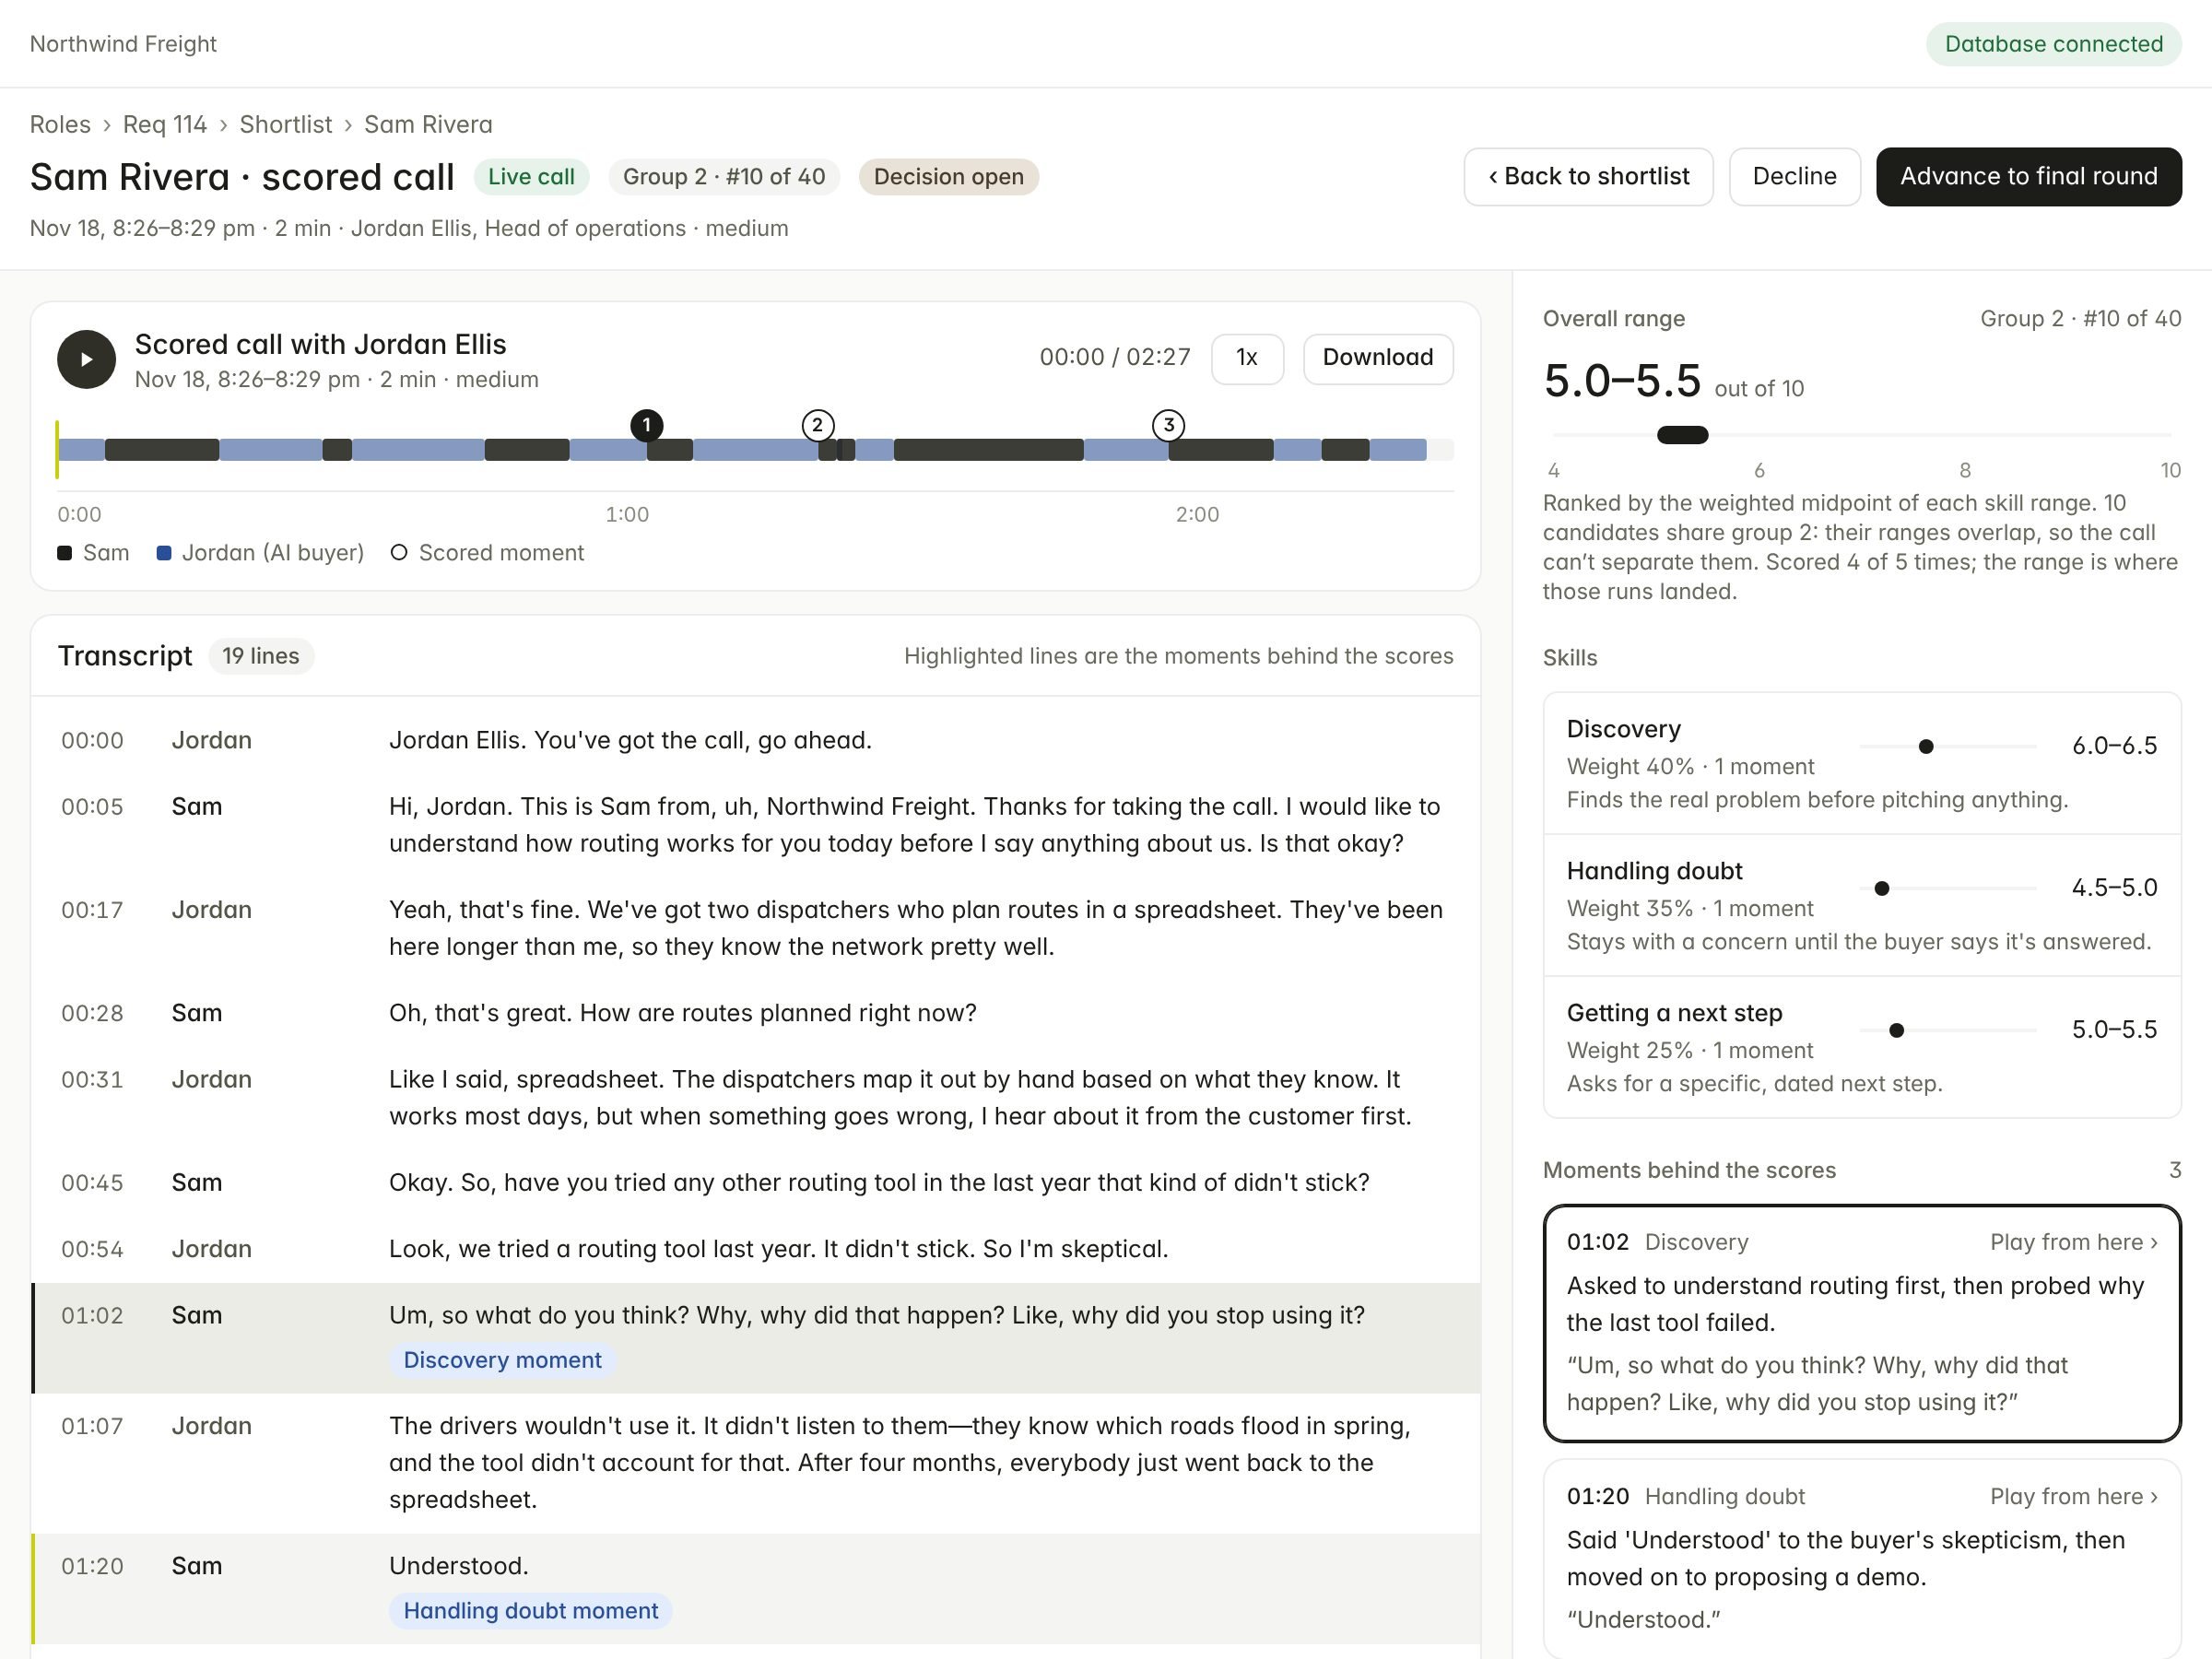 Northwind Freight
Database connected
Roles › Req 114 › Shortlist › Sam Rivera
Sam Rivera · scored call
Live call
Group 2 · #10 of 40
Decision open
‹ Back to shortlist
Decline
Advance to final round
Nov 18, 8:26–8:29 pm · 2 min · Jordan Ellis, Head of operations · medium
Scored call with Jordan Ellis
Nov 18, 8:26–8:29 pm · 2 min · medium
00:00 / 02:27
1x
Download
1
2
3
0:00
1:00
2:00
Sam
Jordan (AI buyer)
Scored moment
Transcript
19 lines
Highlighted lines are the moments behind the scores
00:00 Jordan Jordan Ellis. You've got the call, go ahead.
00:05 Sam Hi, Jordan. This is Sam from, uh, Northwind Freight. Thanks for taking the call. I would like to
understand how routing works for you today before I say anything about us. Is that okay?
00:17 Jordan Yeah, that's fine. We've got two dispatchers who plan routes in a spreadsheet. They've been
here longer than me, so they know the network pretty well.
00:28 Sam Oh, that's great. How are routes planned right now?
00:31 Jordan Like I said, spreadsheet. The dispatchers map it out by hand based on what they know. It
works most days, but when something goes wrong, I hear about it from the customer first.
00:45 Sam Okay. So, have you tried any other routing tool in the last year that kind of didn't stick?
00:54 Jordan Look, we tried a routing tool last year. It didn't stick. So I'm skeptical.
01:02 Sam Um, so what do you think? Why, why did that happen? Like, why did you stop using it?
Discovery moment
01:07 Jordan The drivers wouldn't use it. It didn't listen to them—they know which roads flood in spring,
and the tool didn't account for that. After four months, everybody just went back to the
spreadsheet.
01:20 Sam Understood.
Handling doubt moment
Overall range
Group 2 · #10 of 40
5.0–5.5 out of 10
4 6 8 10
Ranked by the weighted midpoint of each skill range. 10
candidates share group 2: their ranges overlap, so the call
can’t separate them. Scored 4 of 5 times; the range is where
those runs landed.
Skills
Discovery
6.0–6.5
Weight 40% · 1 moment
Finds the real problem before pitching anything.
Handling doubt
4.5–5.0
Weight 35% · 1 moment
Stays with a concern until the buyer says it's answered.
Getting a next step
5.0–5.5
Weight 25% · 1 moment
Asks for a specific, dated next step.
Moments behind the scores
3
01:02 Discovery
Play from here ›
Asked to understand routing first, then probed why
the last tool failed.
“Um, so what do you think? Why, why did that
happen? Like, why did you stop using it?”
01:20 Handling doubt
Play from here ›
Said 'Understood' to the buyer's skepticism, then
moved on to proposing a demo.
“Understood.”